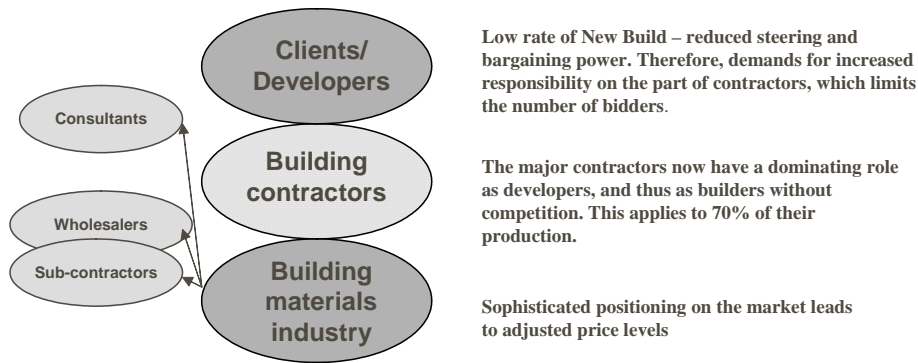 Clients/
Developers
Low rate of New Build – reduced steering and
bargaining power. Therefore, demands for increased
responsibility on the part of contractors, which limits
the number of bidders.
Consultants
Building
contractors
The major contractors now have a dominating role
as developers, and thus as builders without
competition. This applies to 70% of their
production.
Wholesalers
Sub-contractors
Building
materials
industry
Sophisticated positioning on the market leads
to adjusted price levels